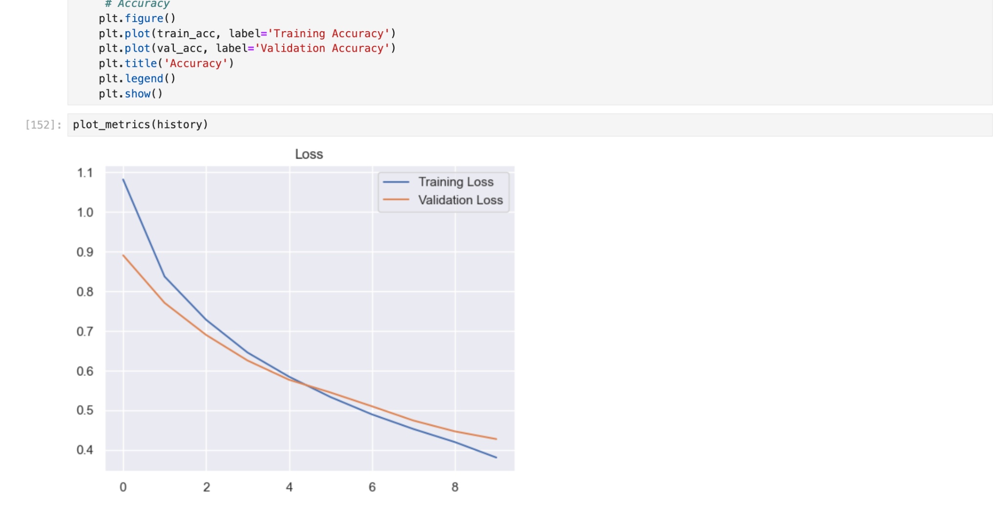 # Accuracy
plt.figure()
plt.plot(train_acc, label='Training Accuracy')
plt.plot(val_acc, label='Validation Accuracy')
plt.title('Accuracy')
plt.legend()
plt.show()
[152]: plot_metrics(history)
Loss
Training Loss
Validation Loss
1.1
1.0
0.9
0.8
0.7
0.6
0.5
0.4
0 2 4 6 8